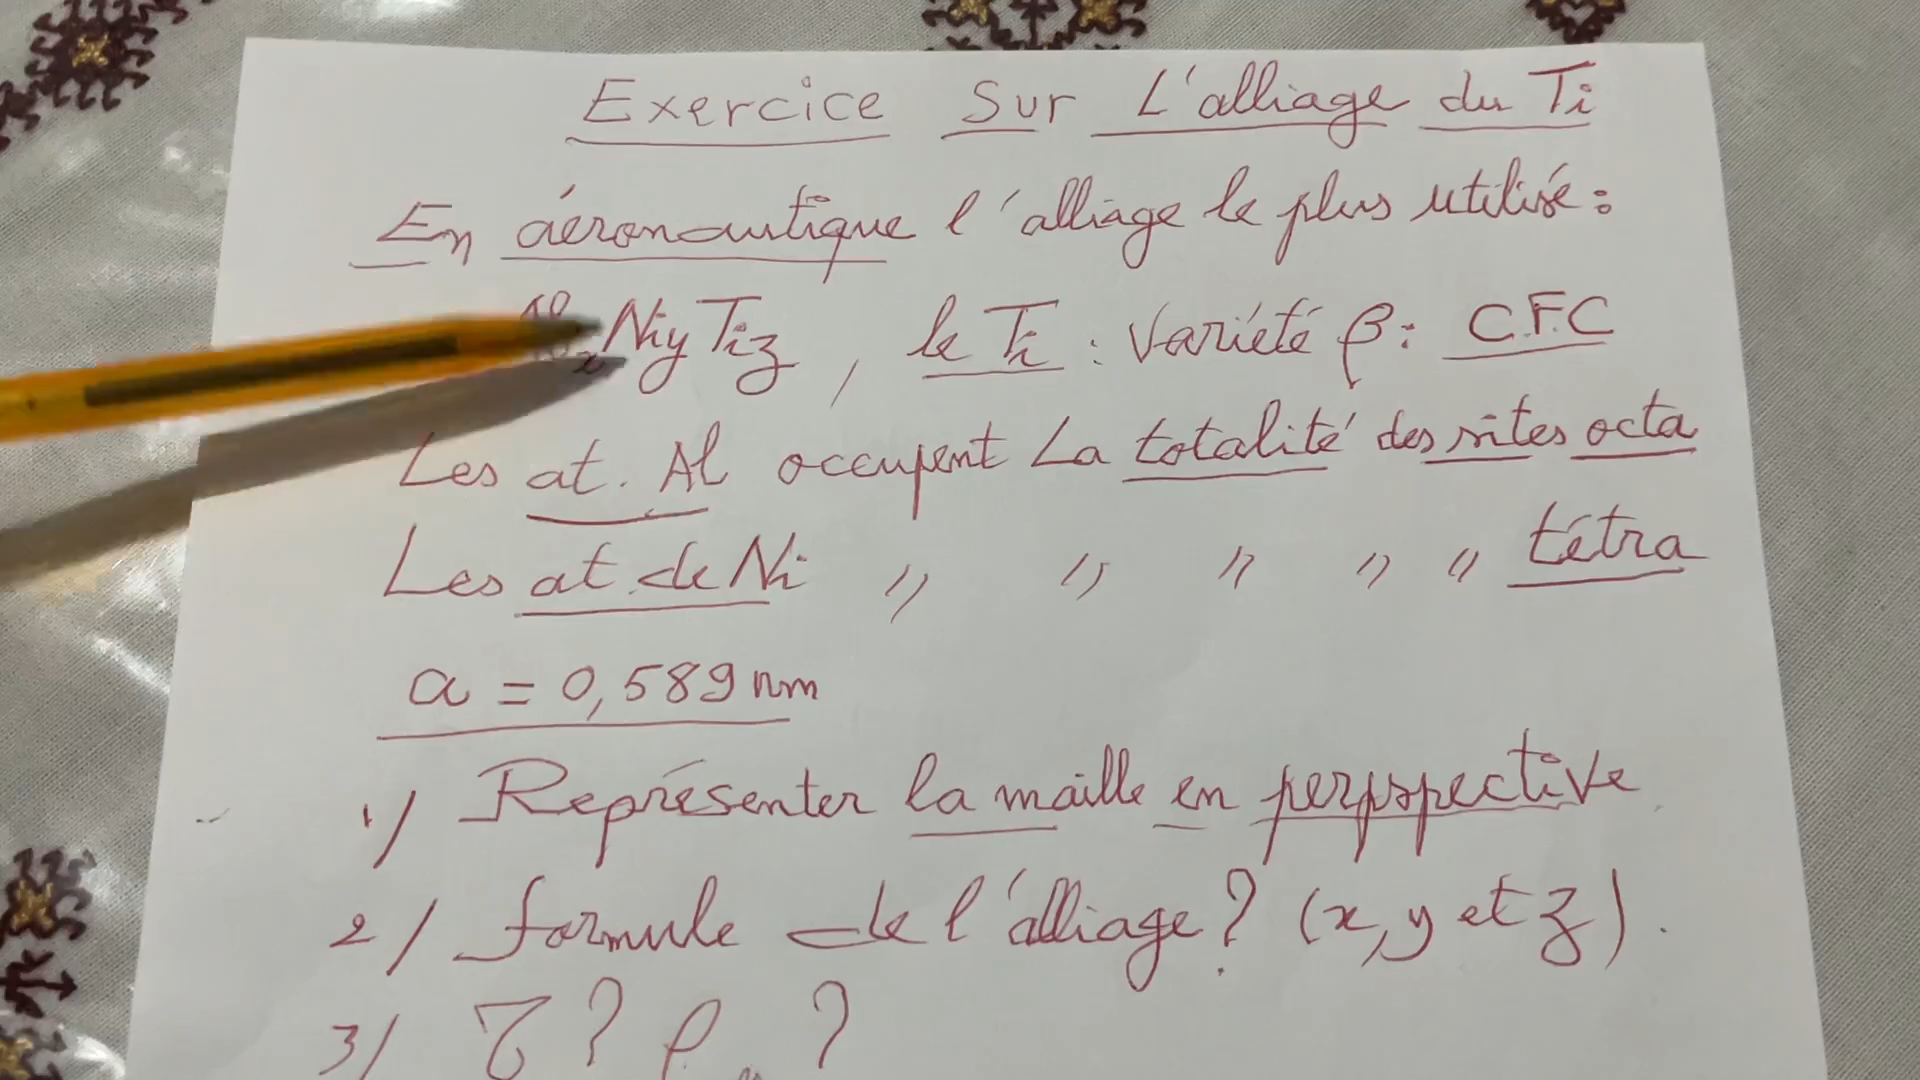 Exercice Sur L'alliage du Ti
En aéronautique l'alliage le plus utilisé :
NiyTiz, le Ti : Variété β : C.F.C
Les at. Al occupent La totalité des sites octa
Les at de Ni " " " " " tétra
a = 0,589 nm
1/ Représenter la maille en perpspective
2/ formule de l'alliage ? (x, y et z).
3/ ? ρ ?